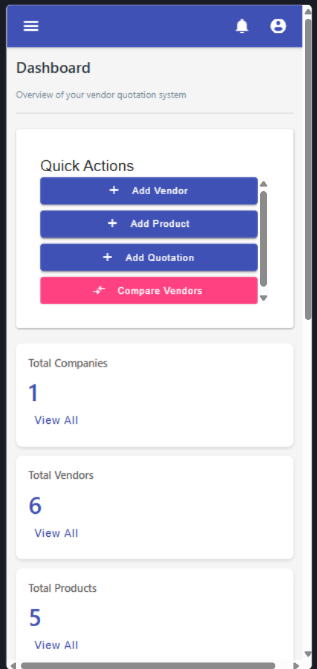 Dashboard
Overview of your vendor quotation system
Quick Actions
Add Vendor
Add Product
Add Quotation
Compare Vendors
Total Companies
1
View All
Total Vendors
6
View All
Total Products
5
View All